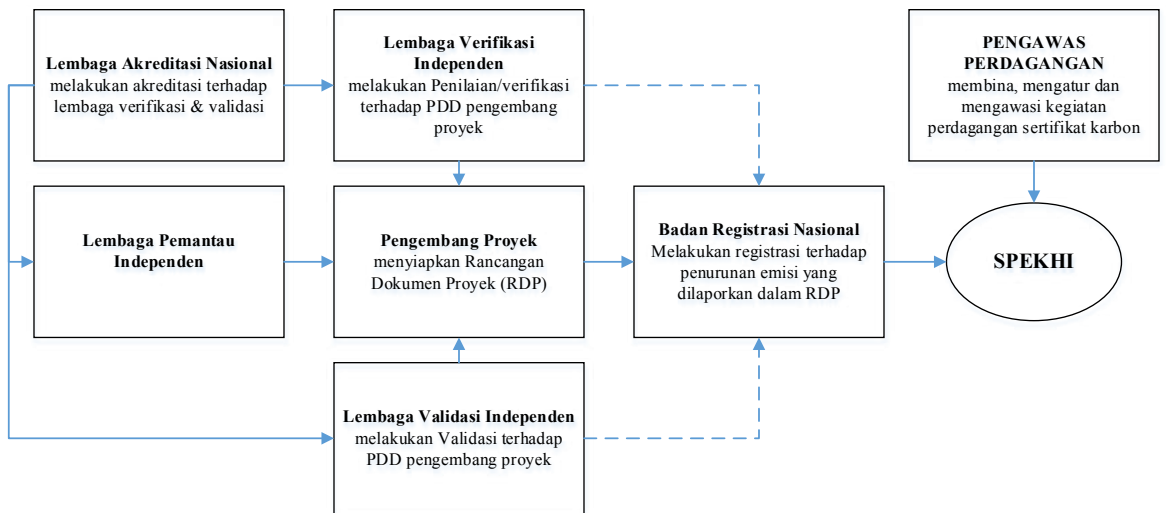 Lembaga Akreditasi Nasional
melakukan akreditasi terhadap
lembaga verifikasi & validasi
Lembaga Verifikasi
Independen
melakukan Penilaian/verifikasi
terhadap PDD pengembang
proyek
PENGAWAS
PERDAGANGAN
membina, mengatur dan
mengawasi kegiatan
perdagangan sertifikat karbon
Lembaga Pemantau
Independen
Pengembang Proyek
menyiapkan Rancangan
Dokumen Proyek (RDP)
Badan Registrasi Nasional
Melakukan registrasi terhadap
penurunan emisi yang
dilaporkan dalam RDP
SPEKHI
Lembaga Validasi Independen
melakukan Validasi terhadap
PDD pengembang proyek